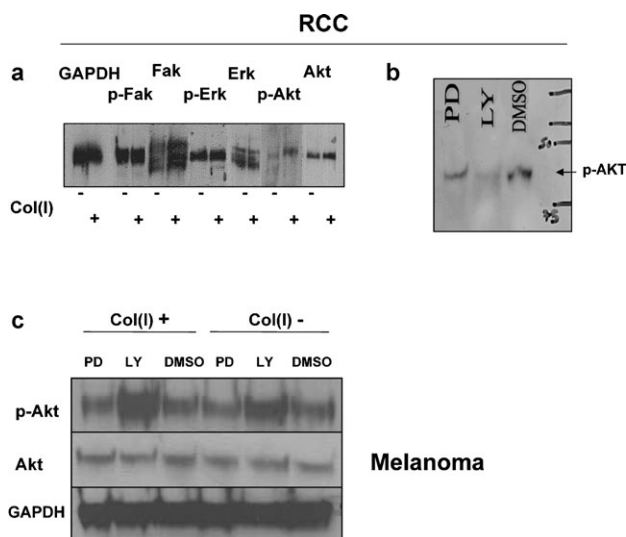 RCC
a
GAPDH Fak Erk Akt
p-Fak p-Erk p-Akt
Col(I) - - - - - - -
+ + + + + + +
b
PD LY DMSO
p-AKT
c
Col(I) + Col(I) -
PD LY DMSO PD LY DMSO
p-Akt
Akt
GAPDH
Melanoma